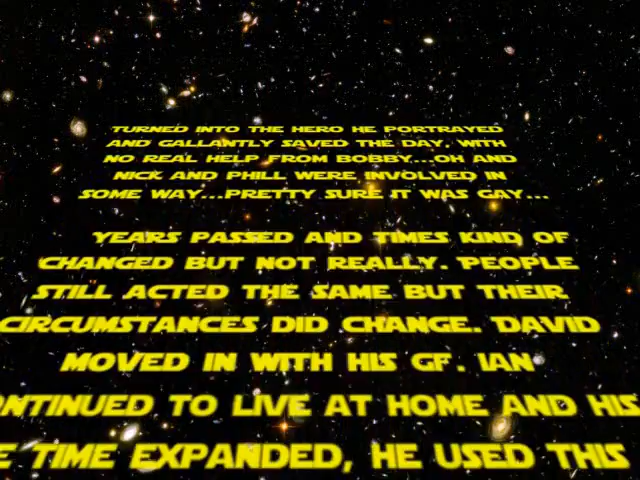 TURNED INTO THE HERO HE PORTRAYED
AND GALLANTLY SAVED THE DAY, WITH
NO REAL HELP FROM BOBBY...OH AND
NICK AND PHILL WERE INVOLVED IN
SOME WAY...PRETTY SURE IT WAS GAY...
YEARS PASSED AND TIMES KIND OF
CHANGED BUT NOT REALLY. PEOPLE
STILL ACTED THE SAME BUT THEIR
CIRCUMSTANCES DID CHANGE. DAVID
MOVED IN WITH HIS GF. IAN
ONTINUED TO LIVE AT HOME AND HIS
E TIME EXPANDED, HE USED THIS